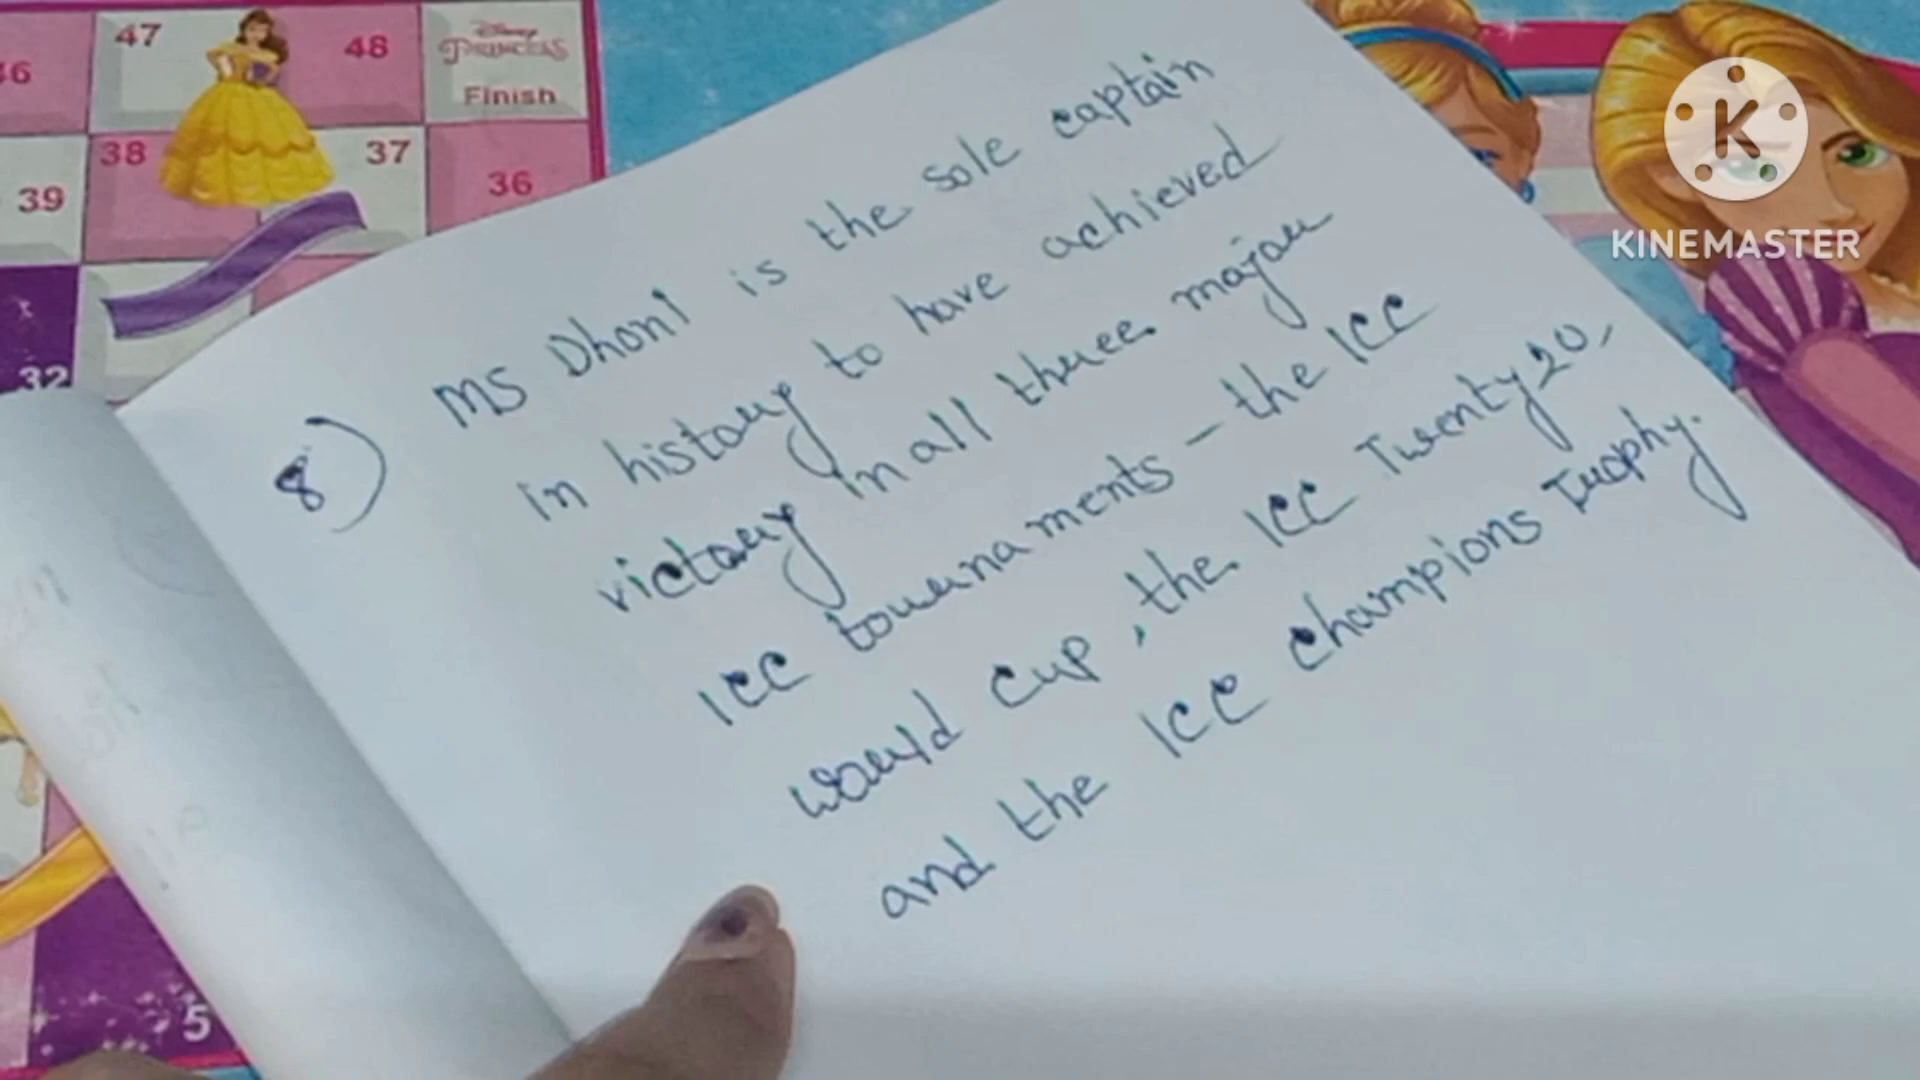 46
47
48
Disney
PRINCESS
Finish
39
38
37
36
32
5
8) MS Dhoni is the sole captain
in history to have achieved
victory in all three major
ICC tournaments - the ICC
World Cup, the ICC Twenty20,
and the ICC champions Trophy.
K
KINEMASTER